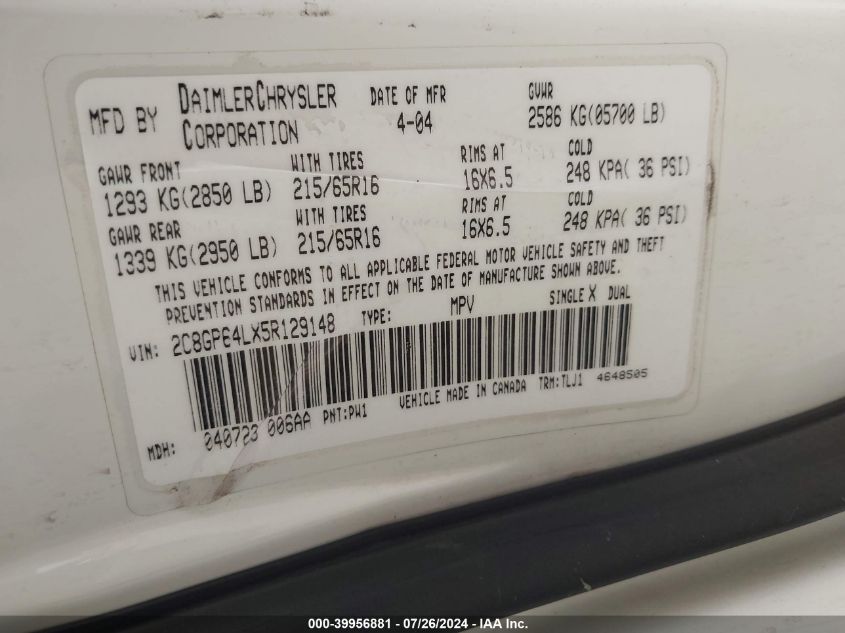 MFD BY DAIMLERCHRYSLER CORPORATION DATE OF MFR 4-04 GVWR 2586 KG(05700 LB)
GAWR FRONT WITH TIRES RIMS AT COLD
1293 KG(2850 LB) 215/65R16 16X6.5 248 KPA( 36 PSI)
GAWR REAR WITH TIRES RIMS AT COLD
1339 KG(2950 LB) 215/65R16 16X6.5 248 KPA( 36 PSI)
THIS VEHICLE CONFORMS TO ALL APPLICABLE FEDERAL MOTOR VEHICLE SAFETY AND THEFT
PREVENTION STANDARDS IN EFFECT ON THE DATE OF MANUFACTURE SHOWN ABOVE.
VIN: 2C8GP64LX5R129148 TYPE: MPV SINGLE X DUAL
MDH: 040723 006AA PNT:PW1 VEHICLE MADE IN CANADA TRM:TLJ1 4648505
000-39956881 / 07/26/2024 / IAA Inc.